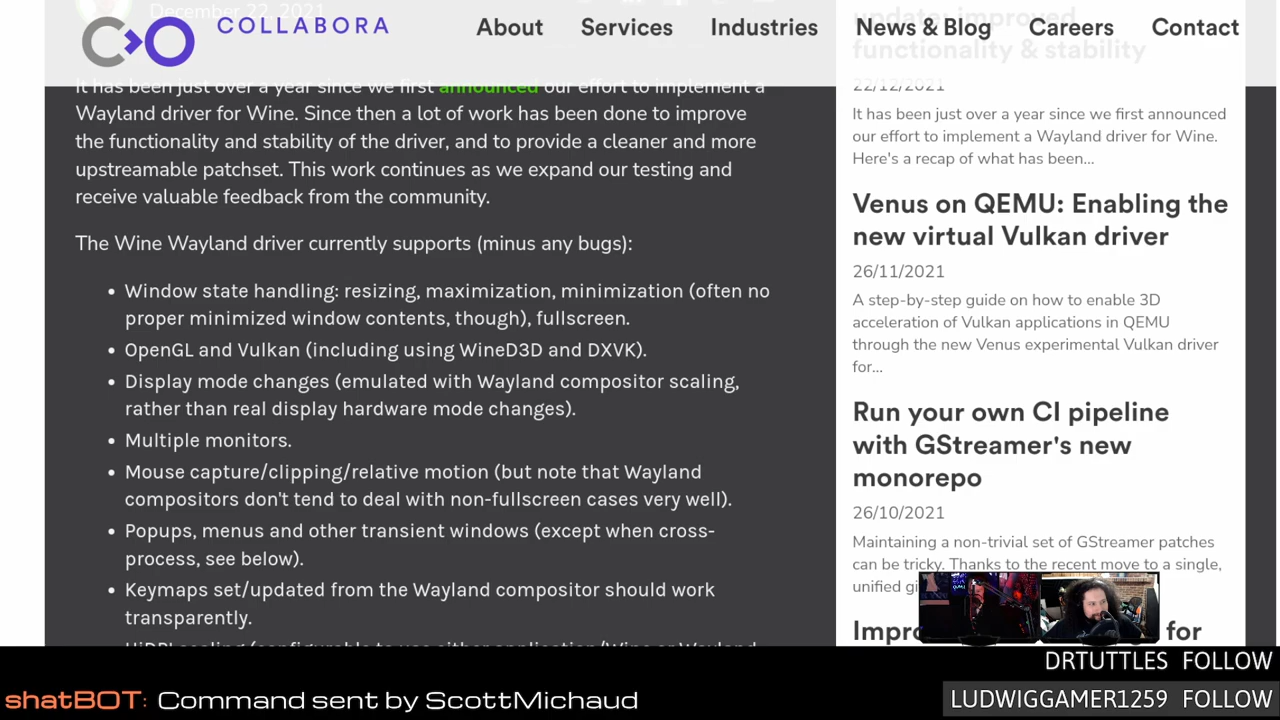 December 22, 2021
COLLABORA
About
Services
Industries
News & Blog
Careers
Contact
It has been just over a year since we first announced our effort to implement a
Wayland driver for Wine. Since then a lot of work has been done to improve
the functionality and stability of the driver, and to provide a cleaner and more
upstreamable patchset. This work continues as we expand our testing and
receive valuable feedback from the community.
The Wine Wayland driver currently supports (minus any bugs):
• Window state handling: resizing, maximization, minimization (often no
proper minimized window contents, though), fullscreen.
• OpenGL and Vulkan (including using WineD3D and DXVK).
• Display mode changes (emulated with Wayland compositor scaling,
rather than real display hardware mode changes).
• Multiple monitors.
• Mouse capture/clipping/relative motion (but note that Wayland
compositors don't tend to deal with non-fullscreen cases very well).
• Popups, menus and other transient windows (except when cross-
process, see below).
• Keymaps set/updated from the Wayland compositor should work
transparently.
• HiDPI scaling (configurable to use either application/Wine or Wayland
update: improved
functionality & stability
22/12/2021
It has been just over a year since we first announced
our effort to implement a Wayland driver for Wine.
Here's a recap of what has been...
Venus on QEMU: Enabling the
new virtual Vulkan driver
26/11/2021
A step-by-step guide on how to enable 3D
acceleration of Vulkan applications in QEMU
through the new Venus experimental Vulkan driver
for...
Run your own CI pipeline
with GStreamer's new
monorepo
26/10/2021
Maintaining a non-trivial set of GStreamer patches
can be tricky. Thanks to the recent move to a single,
unified
for
DRTUTTLES FOLLOW
shatBOT: Command sent by ScottMichaud
LUDWIGGAMER1259 FOLLOW